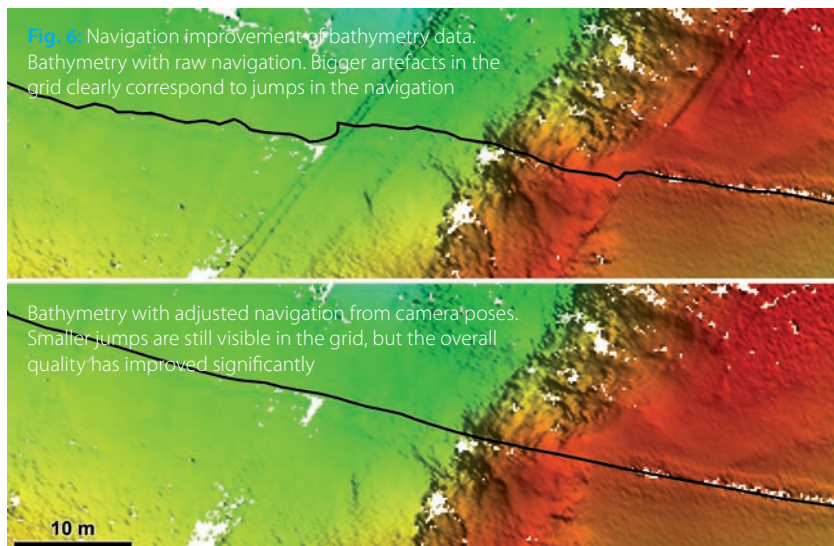 Fig. 6: Navigation improvement of bathymetry data.
Bathymetry with raw navigation. Bigger artefacts in the
grid clearly correspond to jumps in the navigation
Bathymetry with adjusted navigation from camera poses.
Smaller jumps are still visible in the grid, but the overall
quality has improved significantly
10 m